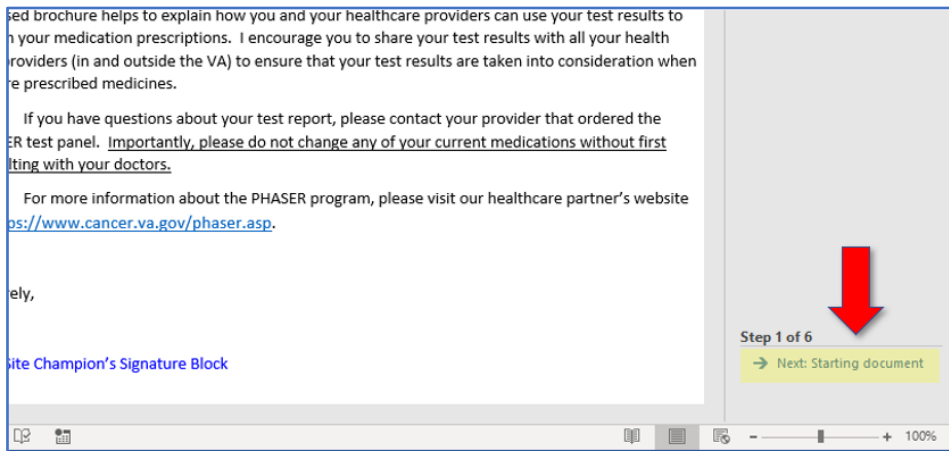 sed brochure helps to explain how you and your healthcare providers can use your test results to
n your medication prescriptions. I encourage you to share your test results with all your health
providers (in and outside the VA) to ensure that your test results are taken into consideration when
re prescribed medicines.
If you have questions about your test report, please contact your provider that ordered the
ER test panel. Importantly, please do not change any of your current medications without first
lting with your doctors.
For more information about the PHASER program, please visit our healthcare partner's website
ps://www.cancer.va.gov/phaser.asp.
ely,
Site Champion's Signature Block
Step 1 of 6
→ Next: Starting document
- + 100%